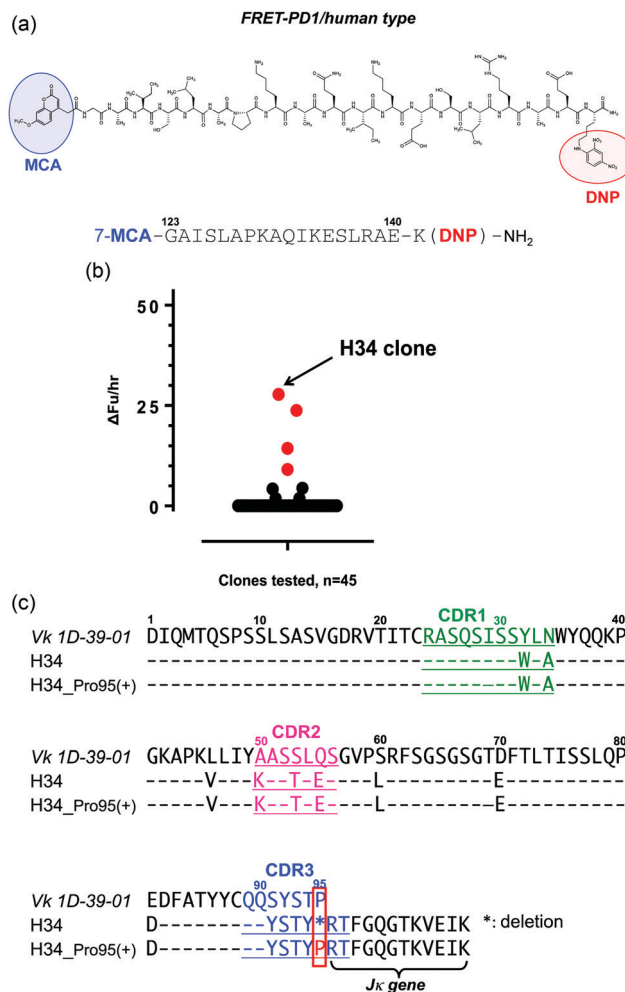 (a)
FRET-PD1/human type
MCA
DNP
123 140
7-MCA-GAISLAPKAQIKESLRAE-K(DNP)-NH2
(b)
50
H34 clone
ΔFu/hr
25
0
Clones tested, n=45
(c)
CDR1
1 10 20 30 40
Vk 1D-39-01 DIQMTQSPSSLSASVGDRVTITCRASQSISSYLNWYQQKP
H34 -------------------------------W-A------
H34_Pro95(+) -------------------------------W-A------
CDR2
50 60 70 80
Vk 1D-39-01 GKAPKLLIYAASSLQSGVPSRFSGSGSGTDFTLTISSLQP
H34 -----V---K--T-E----L---------E----------
H34_Pro95(+) -----V---K--T-E----L---------E----------
CDR3
90 95
Vk 1D-39-01 EDFATYYCQQSYSTP
H34 D---------YSTY*RTFGQGTKVEIK *: deletion
H34_Pro95(+) D---------YSTYPRTFGQGTKVEIK
Jκ gene